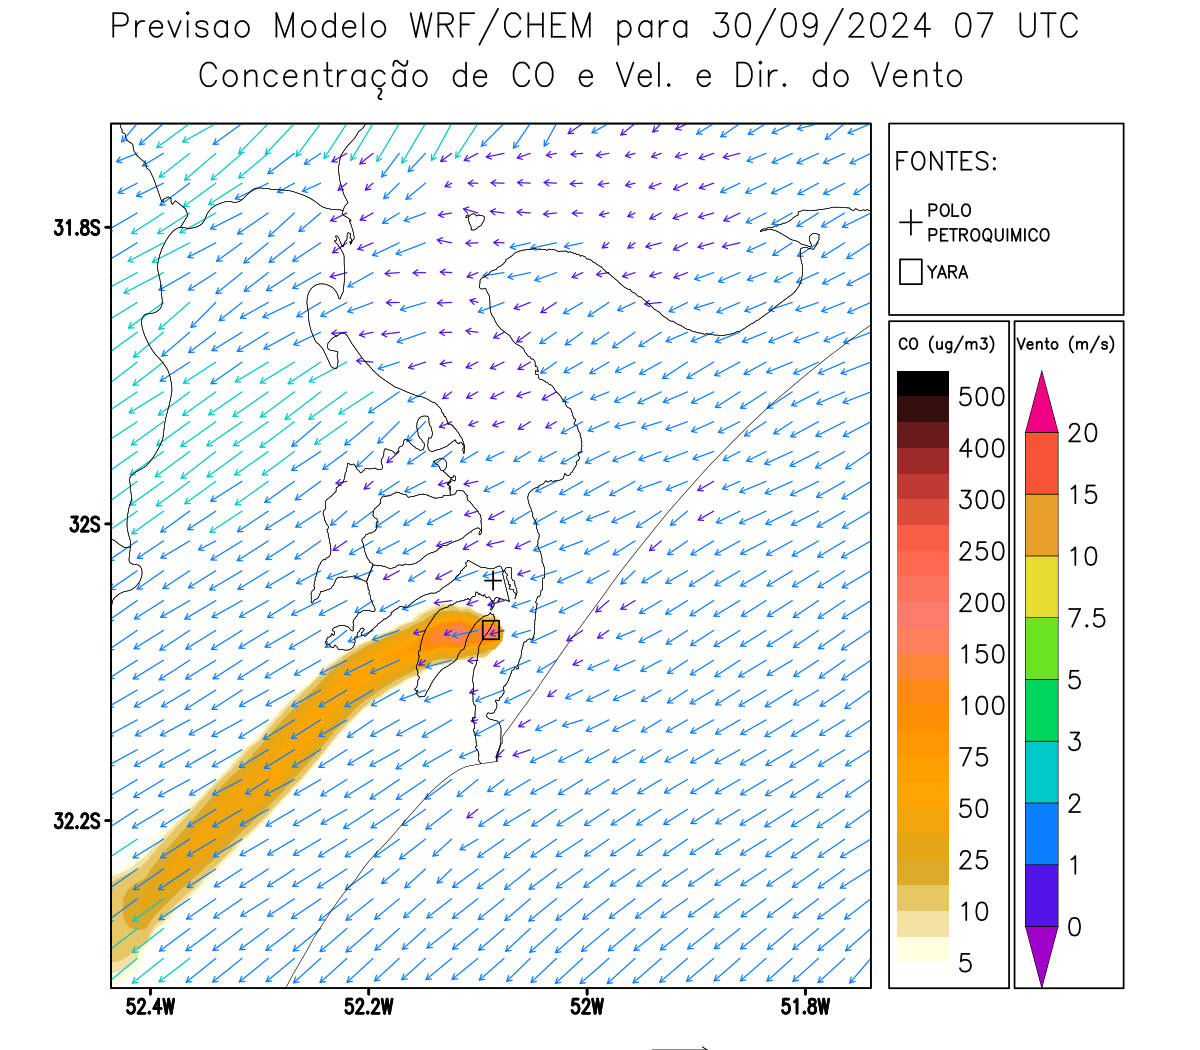 Previsao Modelo WRF/CHEM para 30/09/2024 07 UTC
Concentração de CO e Vel. e Dir. do Vento
FONTES:
POLO
PETROQUIMICO
YARA
CO (ug/m3)
500
400
300
250
200
150
100
75
50
25
10
5
Vento (m/s)
20
15
10
7.5
5
3
2
1
0
31.8S
32S
32.2S
52.4W
52.2W
52W
51.8W